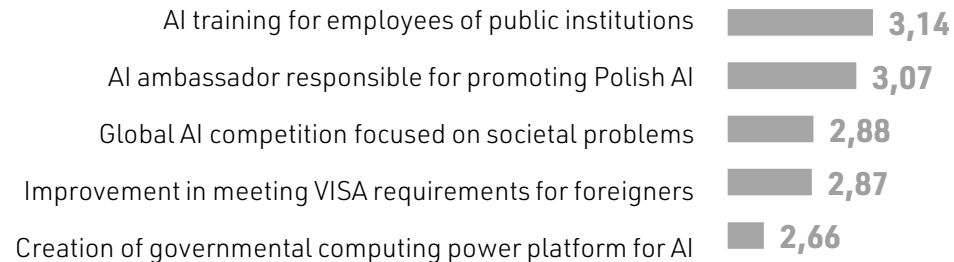 AI training for employees of public institutions 3,14
AI ambassador responsible for promoting Polish AI 3,07
Global AI competition focused on societal problems 2,88
Improvement in meeting VISA requirements for foreigners 2,87
Creation of governmental computing power platform for AI 2,66